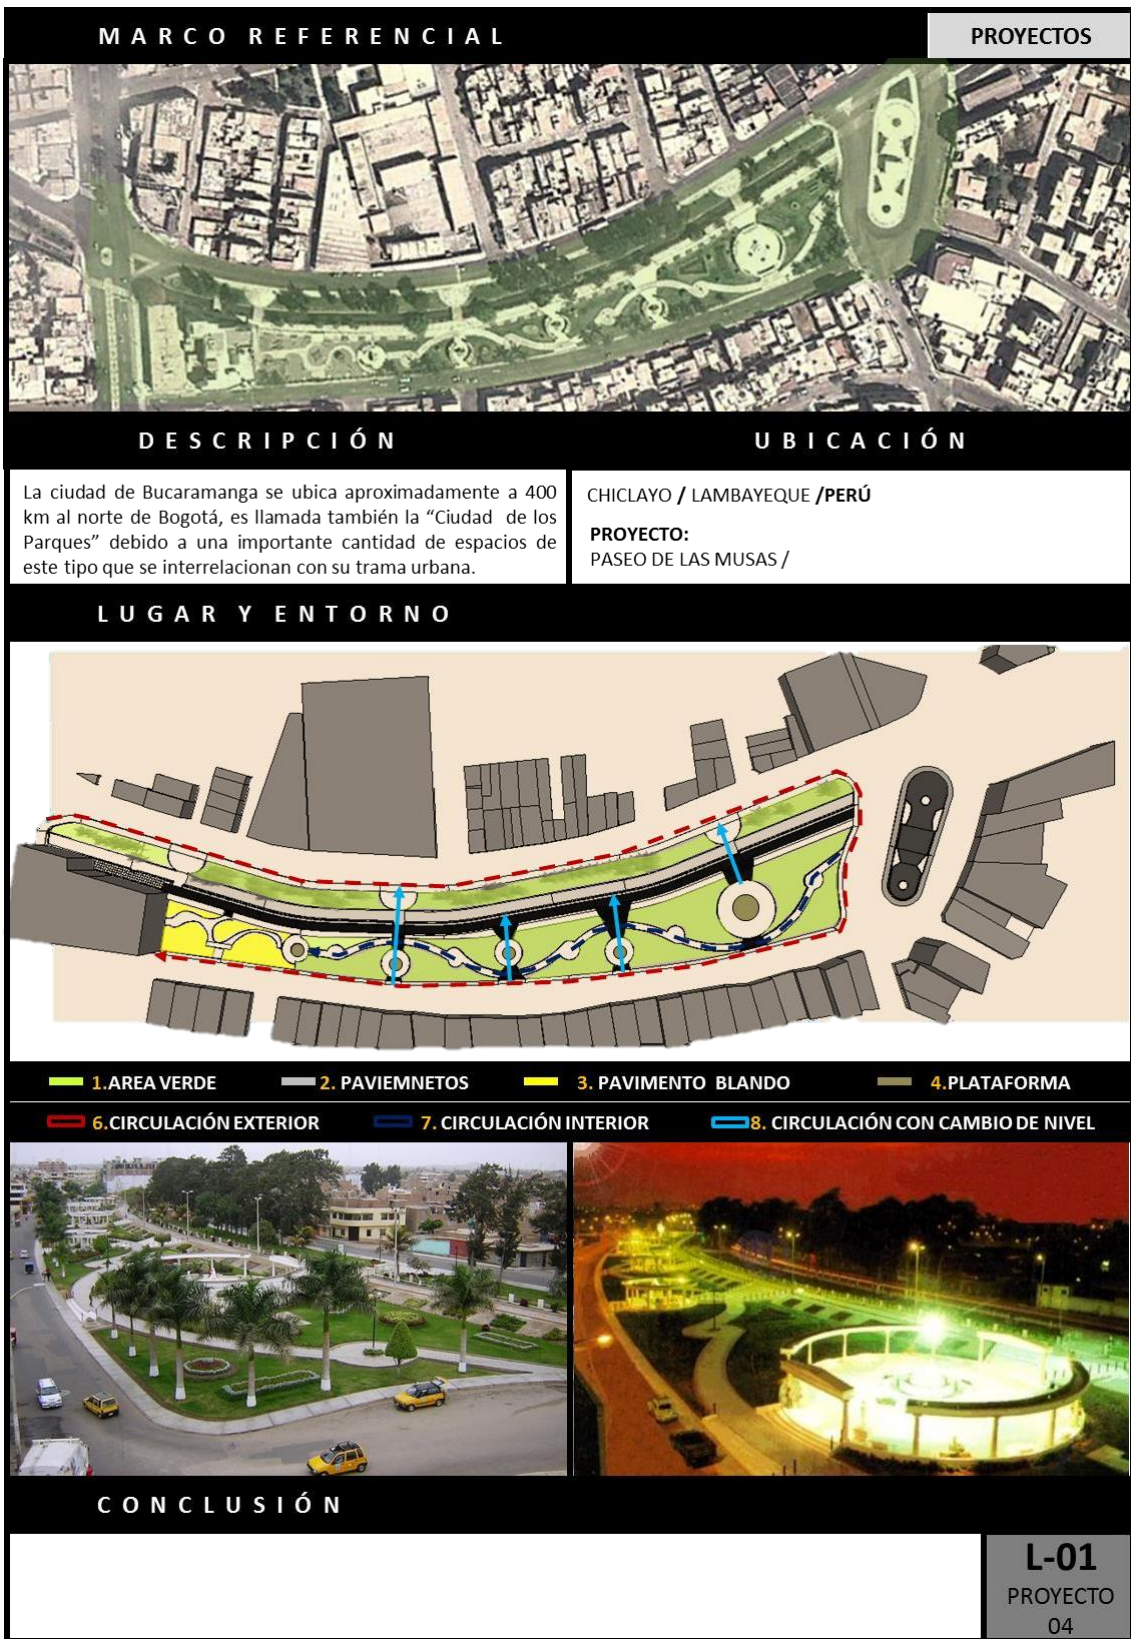 MARCO REFERENCIAL
PROYECTOS
DESCRIPCIÓN
UBICACIÓN
La ciudad de Bucaramanga se ubica aproximadamente a 400
km al norte de Bogotá, es llamada también la “Ciudad de los
Parques” debido a una importante cantidad de espacios de
este tipo que se interrelacionan con su trama urbana.
CHICLAYO / LAMBAYEQUE /PERÚ
PROYECTO:
PASEO DE LAS MUSAS /
LUGAR Y ENTORNO
1.AREA VERDE
2. PAVIEMNETOS
3. PAVIMENTO BLANDO
4.PLATAFORMA
6.CIRCULACIÓN EXTERIOR
7. CIRCULACIÓN INTERIOR
8. CIRCULACIÓN CON CAMBIO DE NIVEL
CONCLUSIÓN
L-01
PROYECTO
04